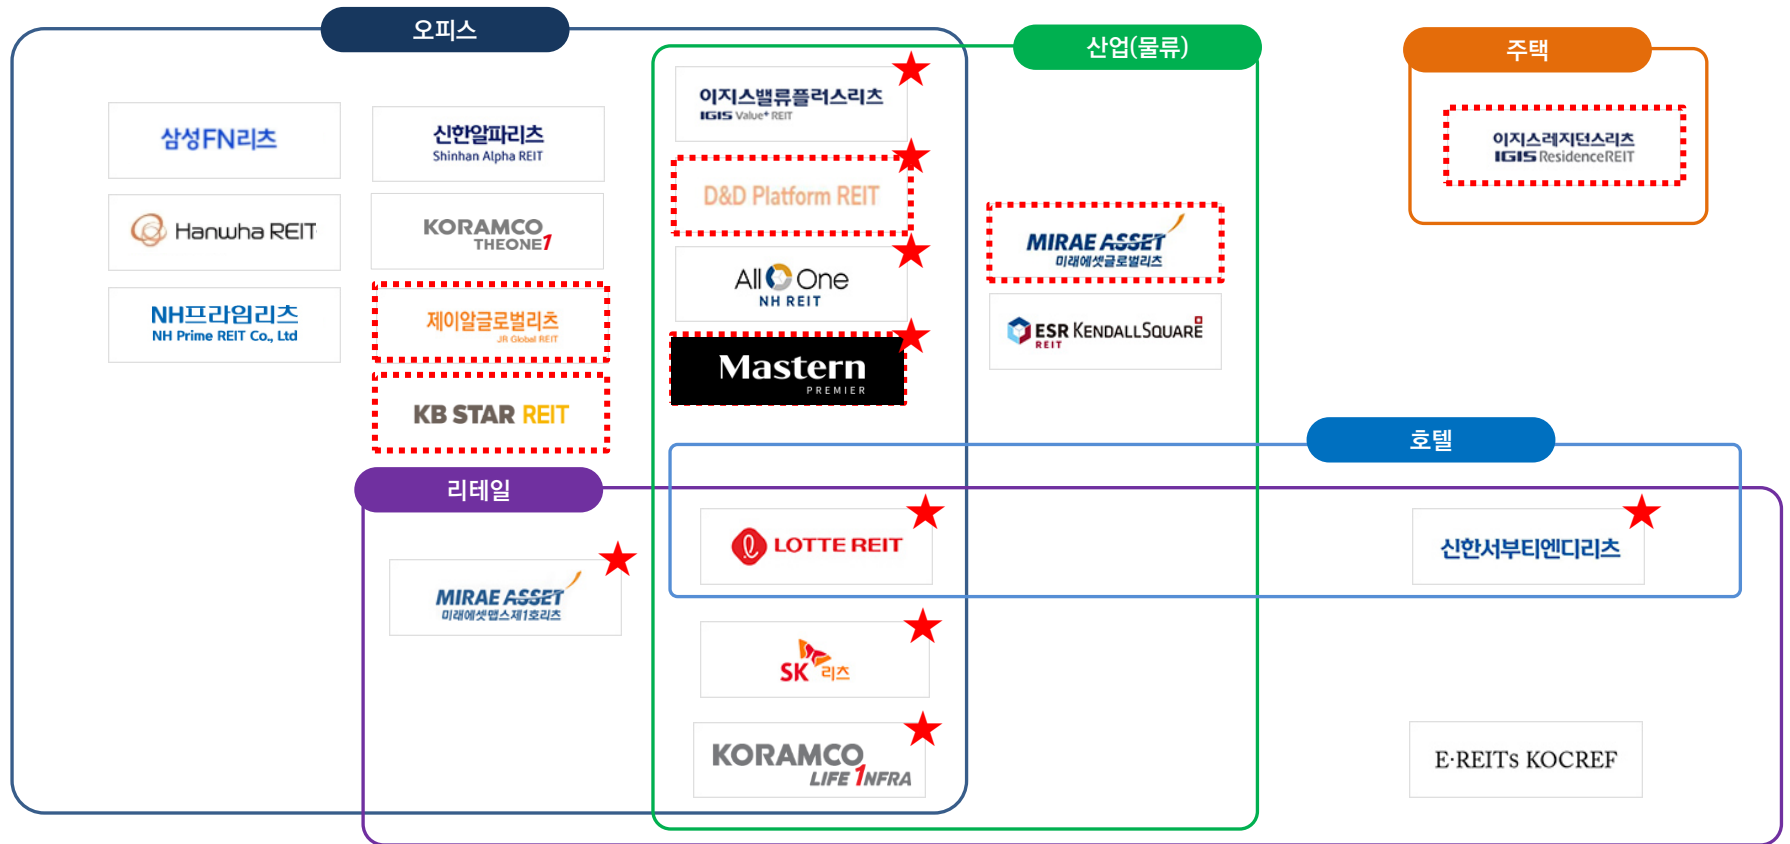 오피스
산업(물류)
주택
삼성FN리츠
신한알파리츠
Shinhan Alpha REIT
이지스밸류플러스리츠
IGIS Value+ REIT
이지스레지던스리츠
IGIS ResidenceREIT
Hanwha REIT
KORAMCO
THEONE1
D&D Platform REIT
MIRAE ASSET
미래에셋글로벌리츠
NH프라임리츠
NH Prime REIT Co., Ltd
제이알글로벌리츠
JR Global REIT
All One
NH REIT
ESR KENDALLSQUARE
REIT
KB STAR REIT
Mastern
PREMIER
호텔
리테일
LOTTE REIT
신한서부티엔디리츠
MIRAE ASSET
미래에셋맵스제1호리츠
SK 리츠
KORAMCO
LIFE 1NFRA
E·REITs KOCREF